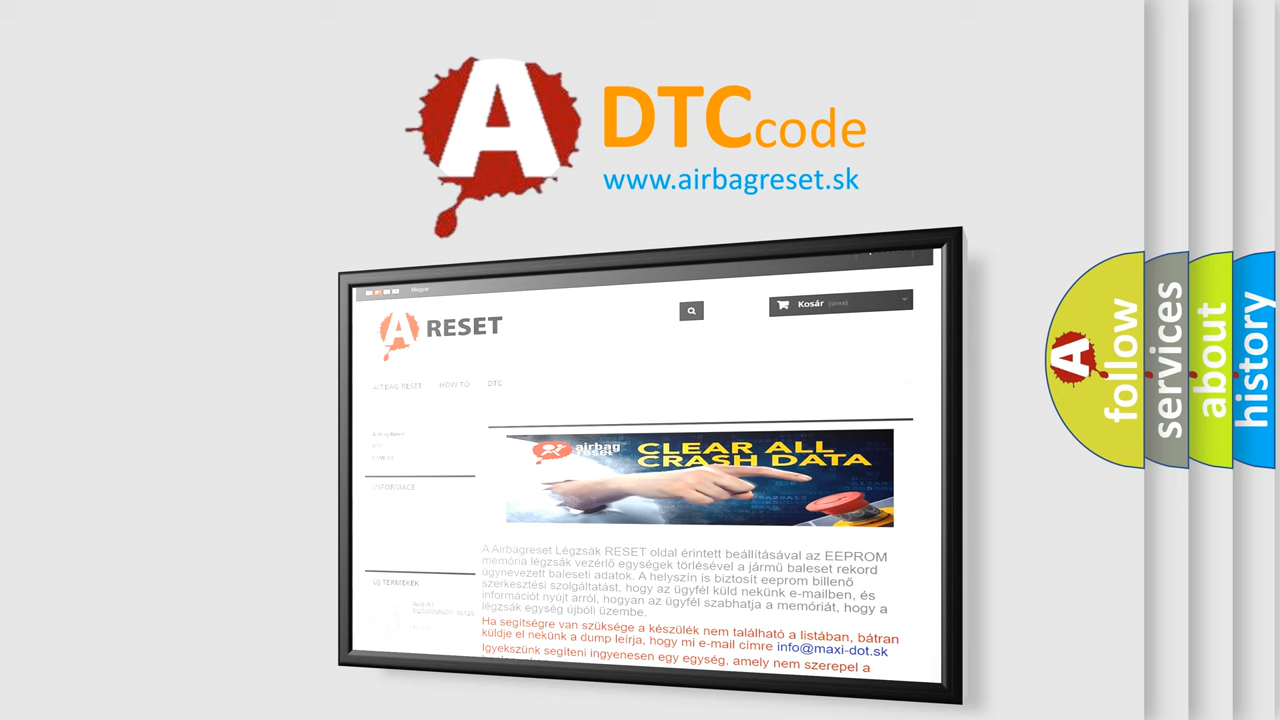 A
DTCcode
www.airbagreset.sk
Magyar
A RESET
Kosár (üres)
AIRBAG RESET HOW TO DTC
Airbag Reset
INFORMACE
airbag
reset
CLEAR ALL
CRASH DATA
A Airbagreset Légzsák RESET oldal érintett beállításával az EEPROM
memória légzsák vezérlő egységek törlésével a jármű baleset rekord
úgynevezett baleseti adatok. A helyszín is biztosít eeprom billenő
szerkesztési szolgáltatást, hogy az ügyfél küld nekünk e-mailben, és
információt nyújt arról, hogyan az ügyfél szabhatja a memóriát, hogy a
légzsák egység újbóli üzembe.
Ha segítségre van szüksége a készülék nem található a listában, bátran
küldje el nekünk a dump leírja, hogy mi e-mail címre info@maxi-dot.sk
Igyekszünk segíteni ingyenesen egy egység, amely nem szerepel a
ÚJ TERMÉKEK
A
follow
services
about
history